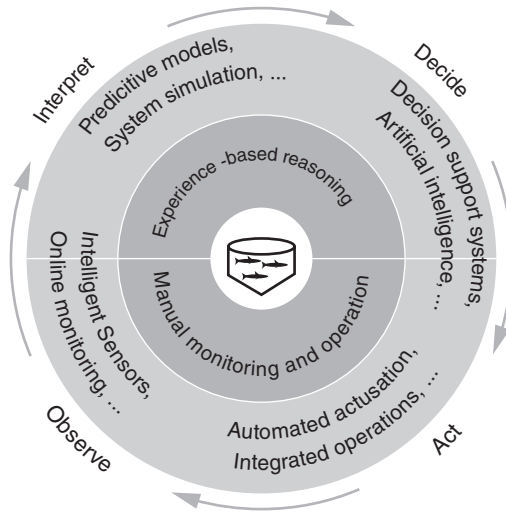 Interpret
Predicitive models,
System simulation, ...
Decide
Decision support systems,
Artificial intelligence, ...
Experience -based reasoning
Manual monitoring and operation
Intelligent Sensors,
Online monitoring, ...
Observe
Automated actusation,
Integrated operations, ...
Act